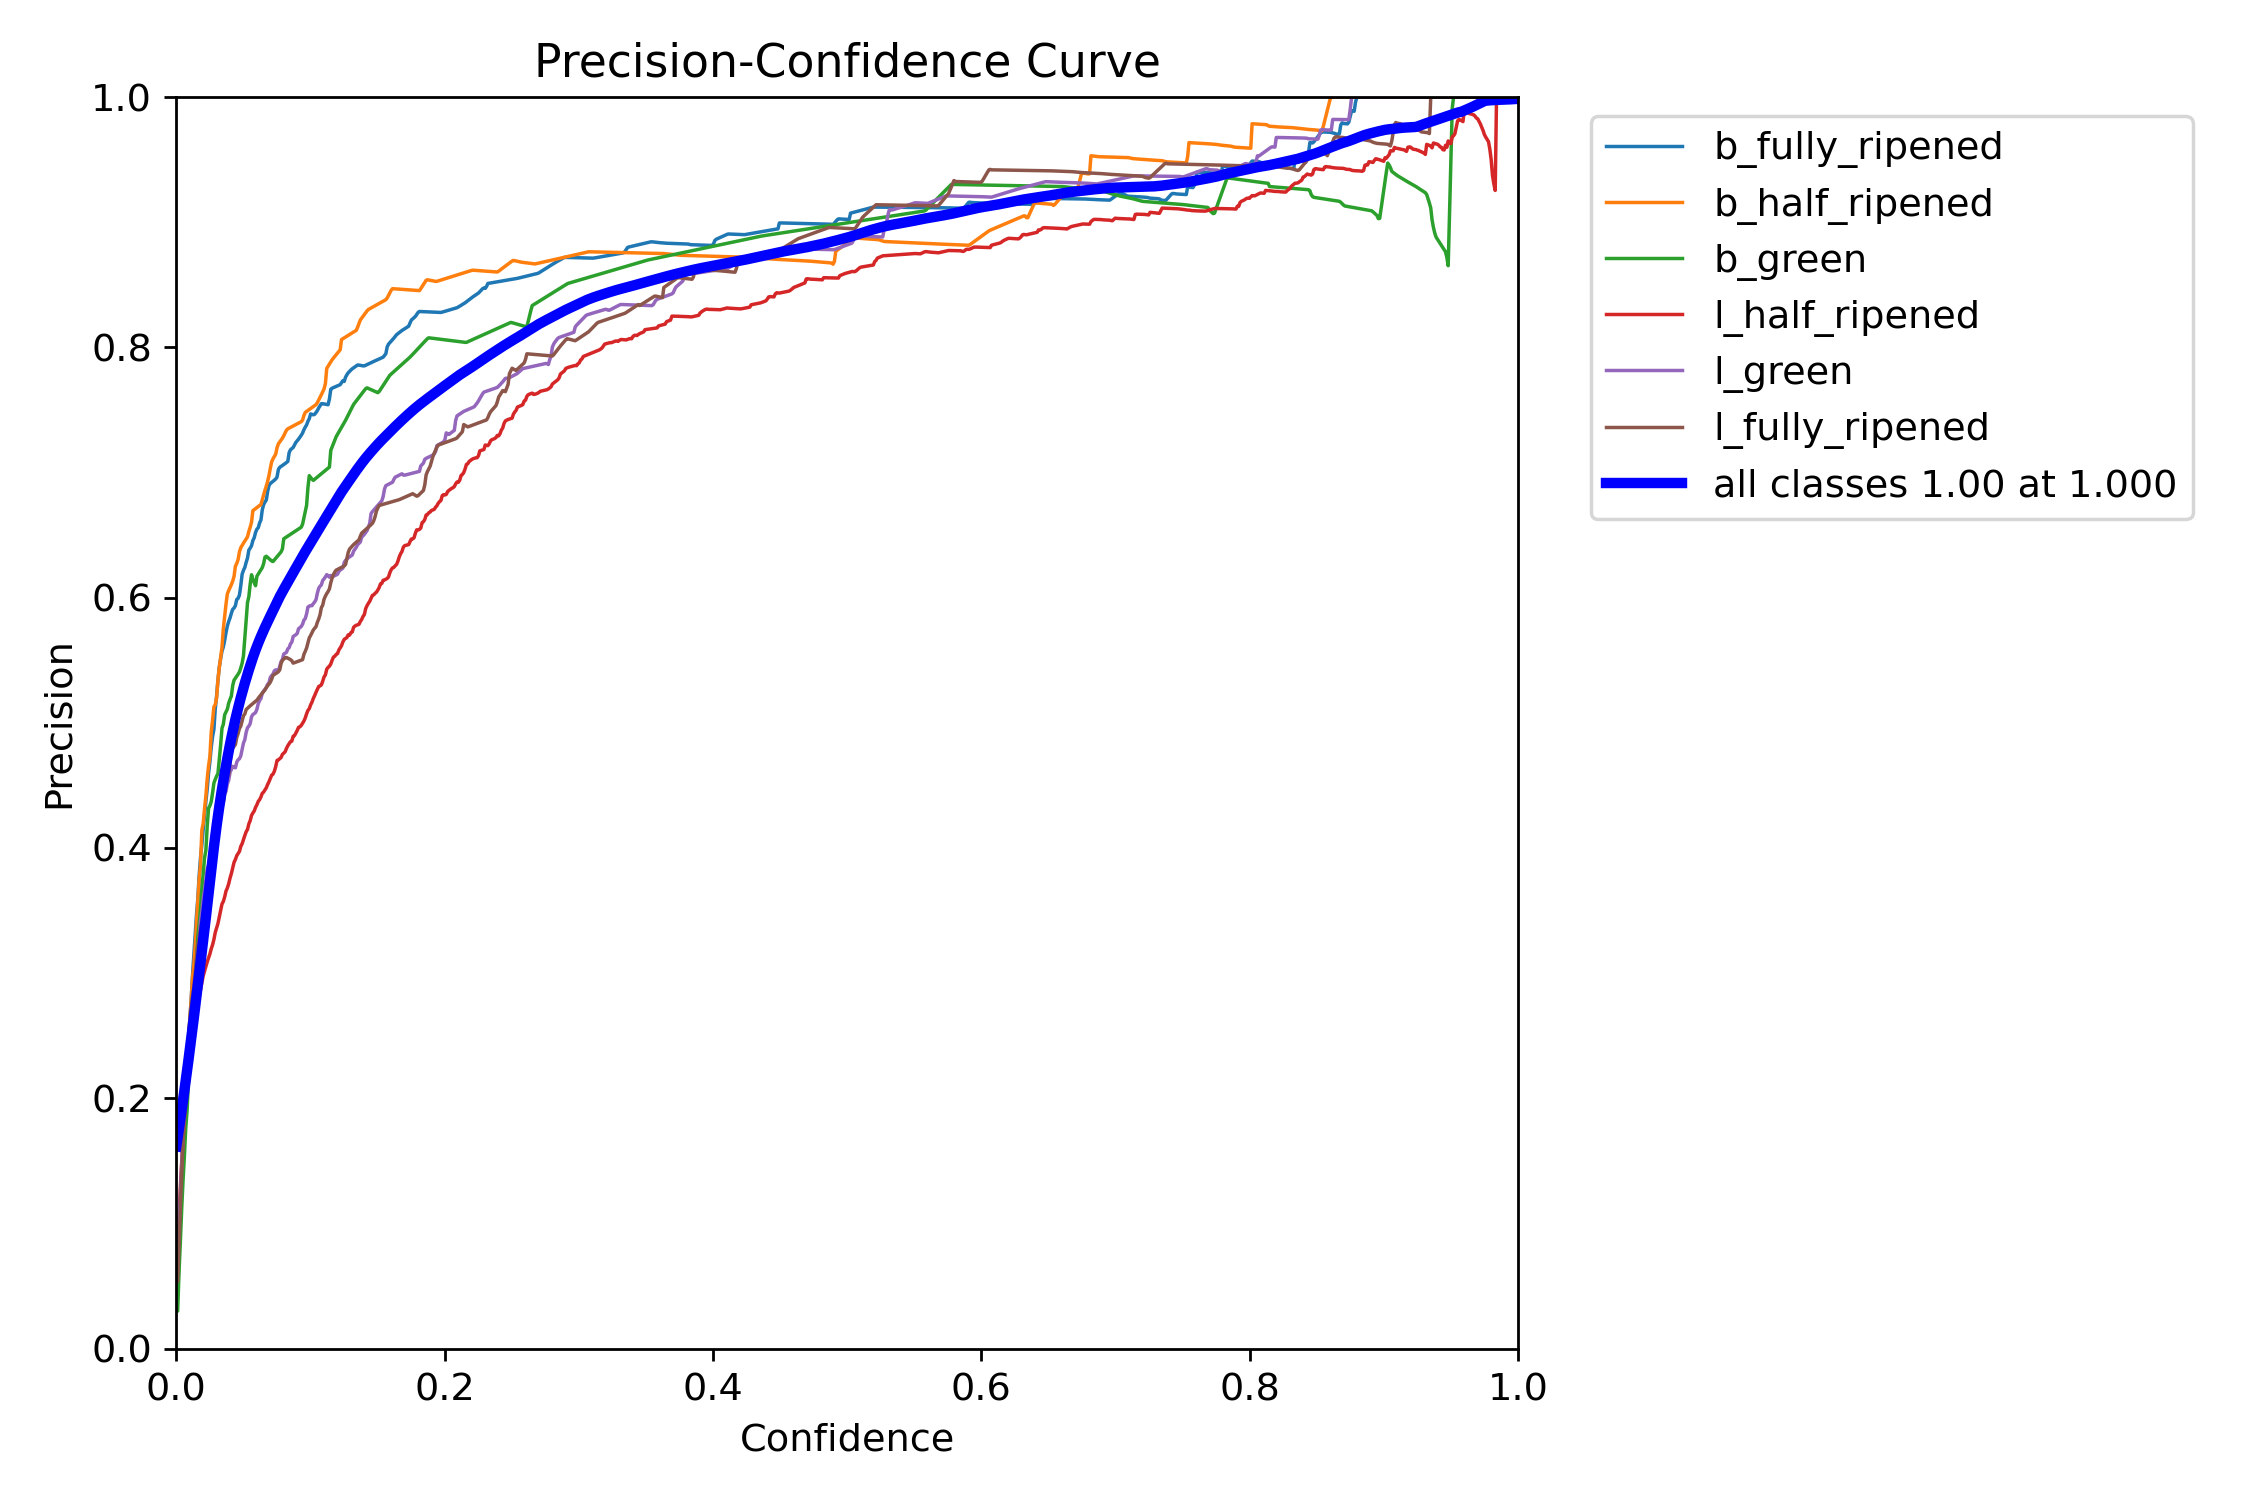 Precision-Confidence Curve
1.0
0.8
0.6
0.4
0.2
0.0
Precision
0.0 0.2 0.4 0.6 0.8 1.0
Confidence
b_fully_ripened
b_half_ripened
b_green
l_half_ripened
l_green
l_fully_ripened
all classes 1.00 at 1.000